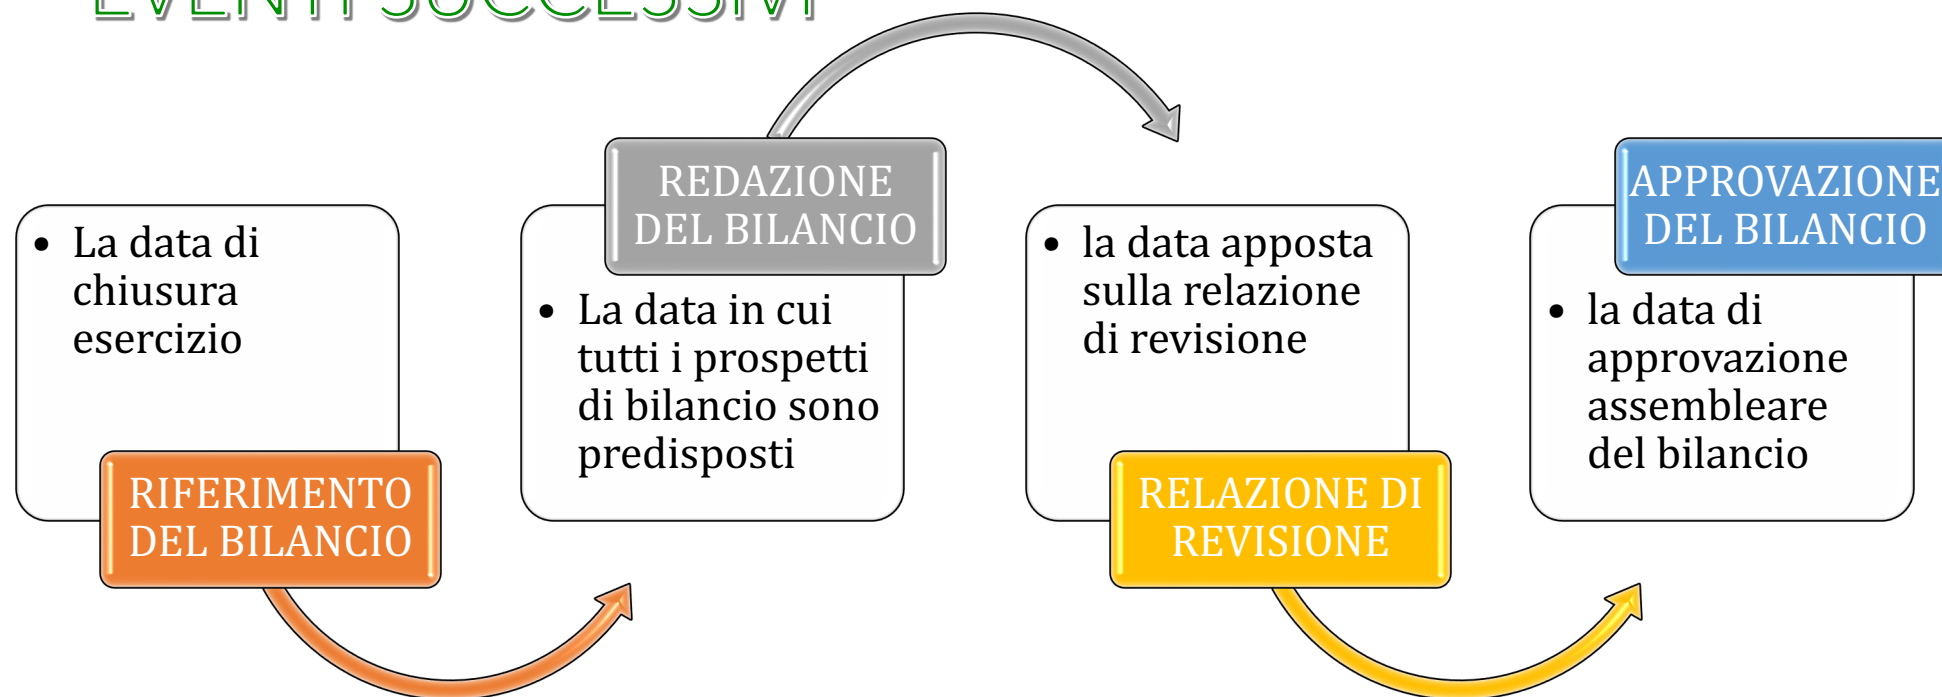 EVENTI SUCCESSIVI
• La data di
chiusura
esercizio
RIFERIMENTO
DEL BILANCIO
REDAZIONE
DEL BILANCIO
• La data in cui
tutti i prospetti
di bilancio sono
predisposti
• la data apposta
sulla relazione
di revisione
RELAZIONE DI
REVISIONE
APPROVAZIONE
DEL BILANCIO
• la data di
approvazione
assembleare
del bilancio